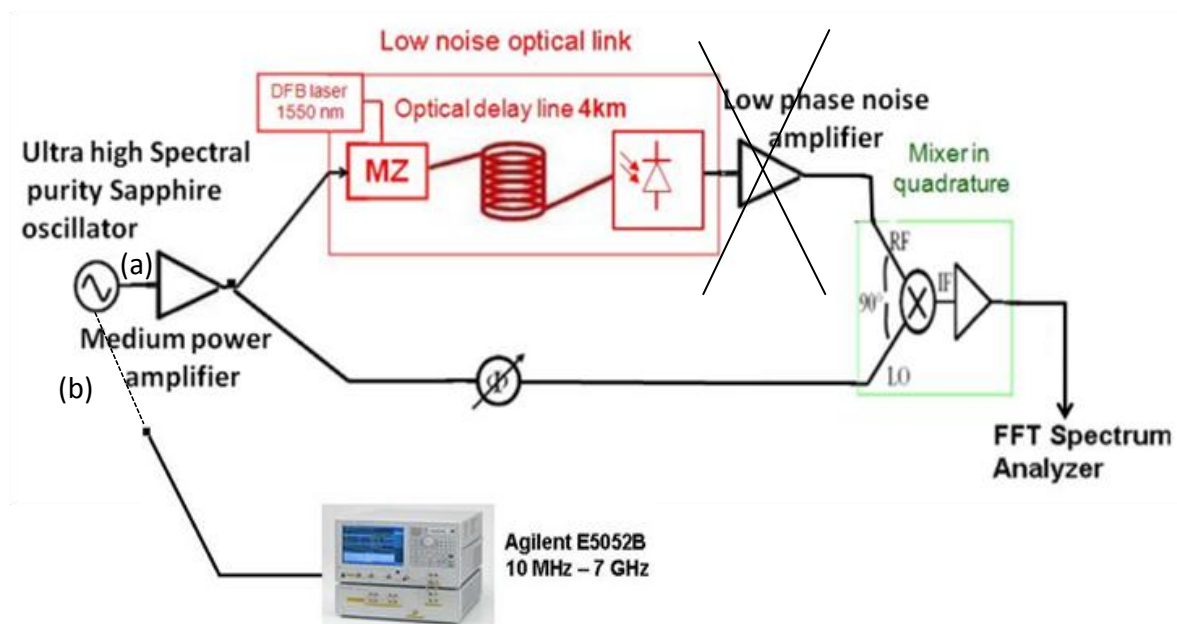 Low noise optical link
DFB laser
1550 nm
Optical delay line 4km
Low phase noise
amplifier
Ultra high Spectral
purity Sapphire
oscillator
MZ
Mixer in
quadrature
(a)
RF
90°
IF
LO
Medium power
amplifier
(b)
Φ
FFT Spectrum
Analyzer
Agilent E5052B
10 MHz – 7 GHz